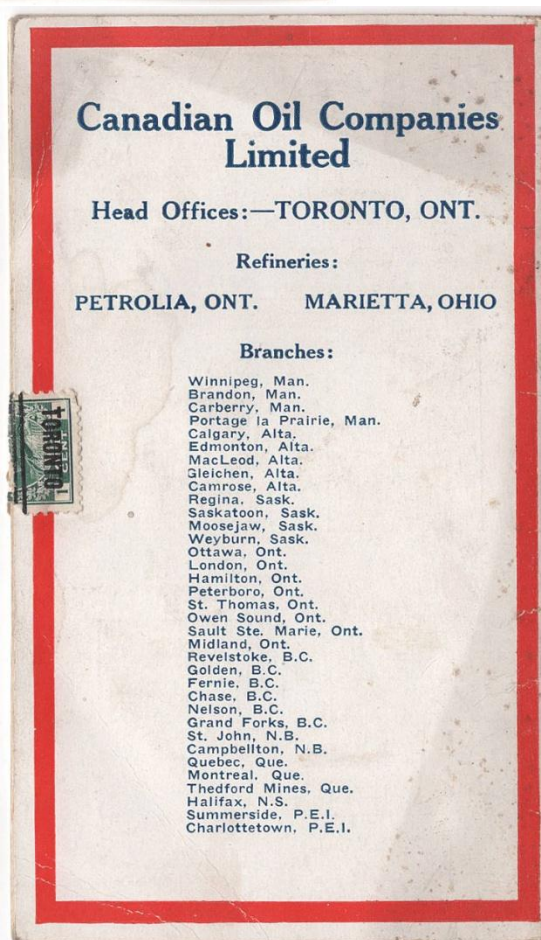 Canadian Oil Companies
Limited
Head Offices:—TORONTO, ONT.
Refineries:
PETROLIA, ONT. MARIETTA, OHIO
Branches:
Winnipeg, Man.
Brandon, Man.
Carberry, Man.
Portage la Prairie, Man.
Calgary, Alta.
Edmonton, Alta.
MacLeod, Alta.
Gleichen, Alta.
Camrose, Alta.
Regina, Sask.
Saskatoon, Sask.
Moosejaw, Sask.
Weyburn, Sask.
Ottawa, Ont.
London, Ont.
Hamilton, Ont.
Peterboro, Ont.
St. Thomas, Ont.
Owen Sound, Ont.
Sault Ste. Marie, Ont.
Midland, Ont.
Revelstoke, B.C.
Golden, B.C.
Fernie, B.C.
Chase, B.C.
Nelson, B.C.
Grand Forks, B.C.
St. John, N.B.
Campbellton, N.B.
Quebec, Que.
Montreal. Que.
Thedford Mines, Que.
Halifax, N.S.
Summerside, P.E.I.
Charlottetown, P.E.I.
TORONTO
1 CENT